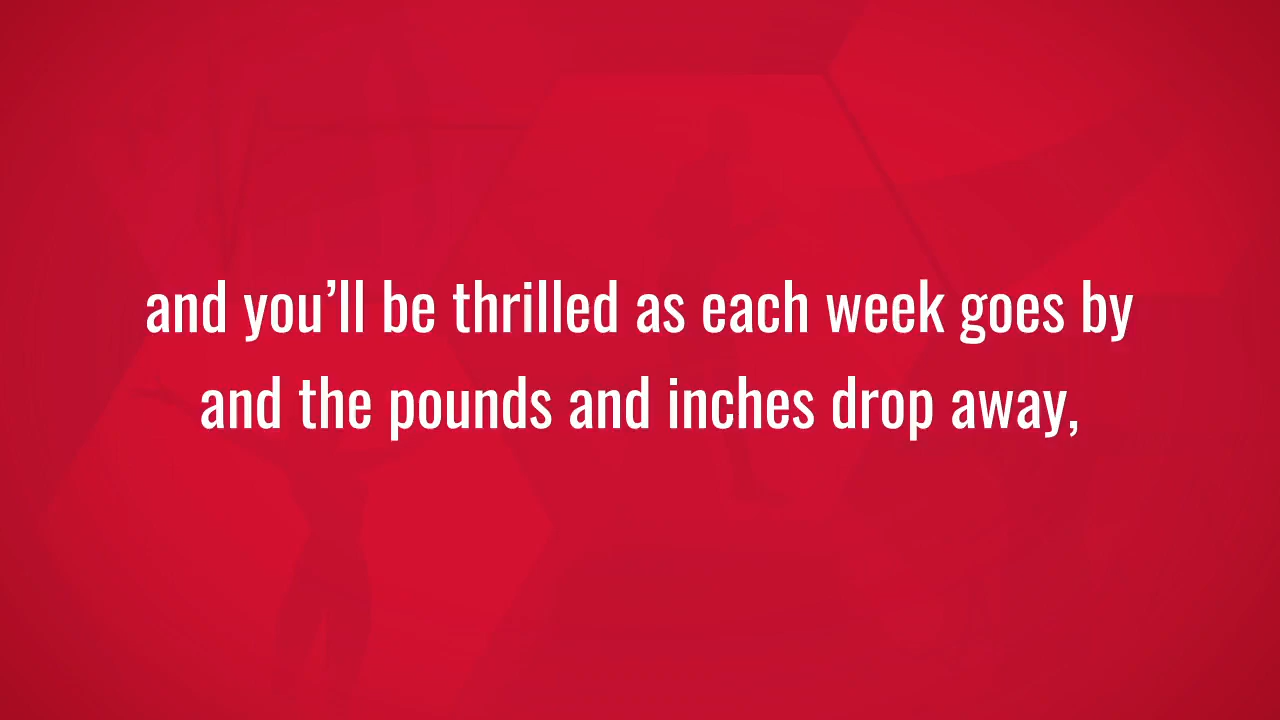 and you’ll be thrilled as each week goes by
and the pounds and inches drop away,